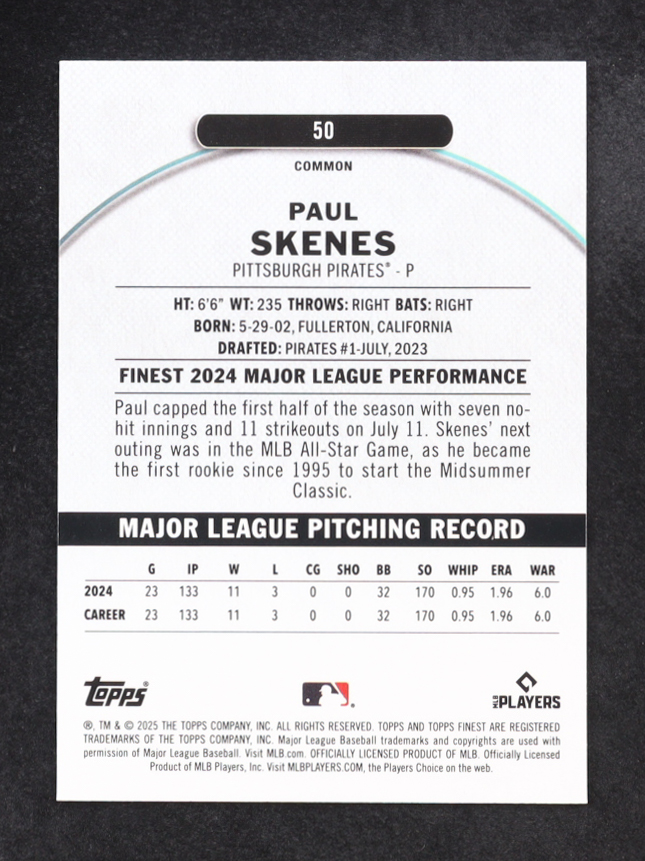 50
COMMON
PAUL
SKENES
PITTSBURGH PIRATES® - P
HT: 6'6" WT: 235 THROWS: RIGHT BATS: RIGHT
BORN: 5-29-02, FULLERTON, CALIFORNIA
DRAFTED: PIRATES #1-JULY, 2023
FINEST 2024 MAJOR LEAGUE PERFORMANCE
Paul capped the first half of the season with seven no-
hit innings and 11 strikeouts on July 11. Skenes' next
outing was in the MLB All-Star Game, as he became
the first rookie since 1995 to start the Midsummer
Classic.
MAJOR LEAGUE PITCHING RECORD
G IP W L CG SHO BB SO WHIP ERA WAR
2024 23 133 11 3 0 0 32 170 0.95 1.96 6.0
CAREER 23 133 11 3 0 0 32 170 0.95 1.96 6.0
Topps® MLB PLAYERS
®, TM & © 2025 THE TOPPS COMPANY, INC. ALL RIGHTS RESERVED. TOPPS AND TOPPS FINEST ARE REGISTERED
TRADEMARKS OF THE TOPPS COMPANY, INC. Major League Baseball trademarks and copyrights are used with
permission of Major League Baseball. Visit MLB.com. OFFICIALLY LICENSED PRODUCT OF MLB. Officially Licensed
Product of MLB Players, Inc. Visit MLBPLAYERS.COM, the Players Choice on the web.